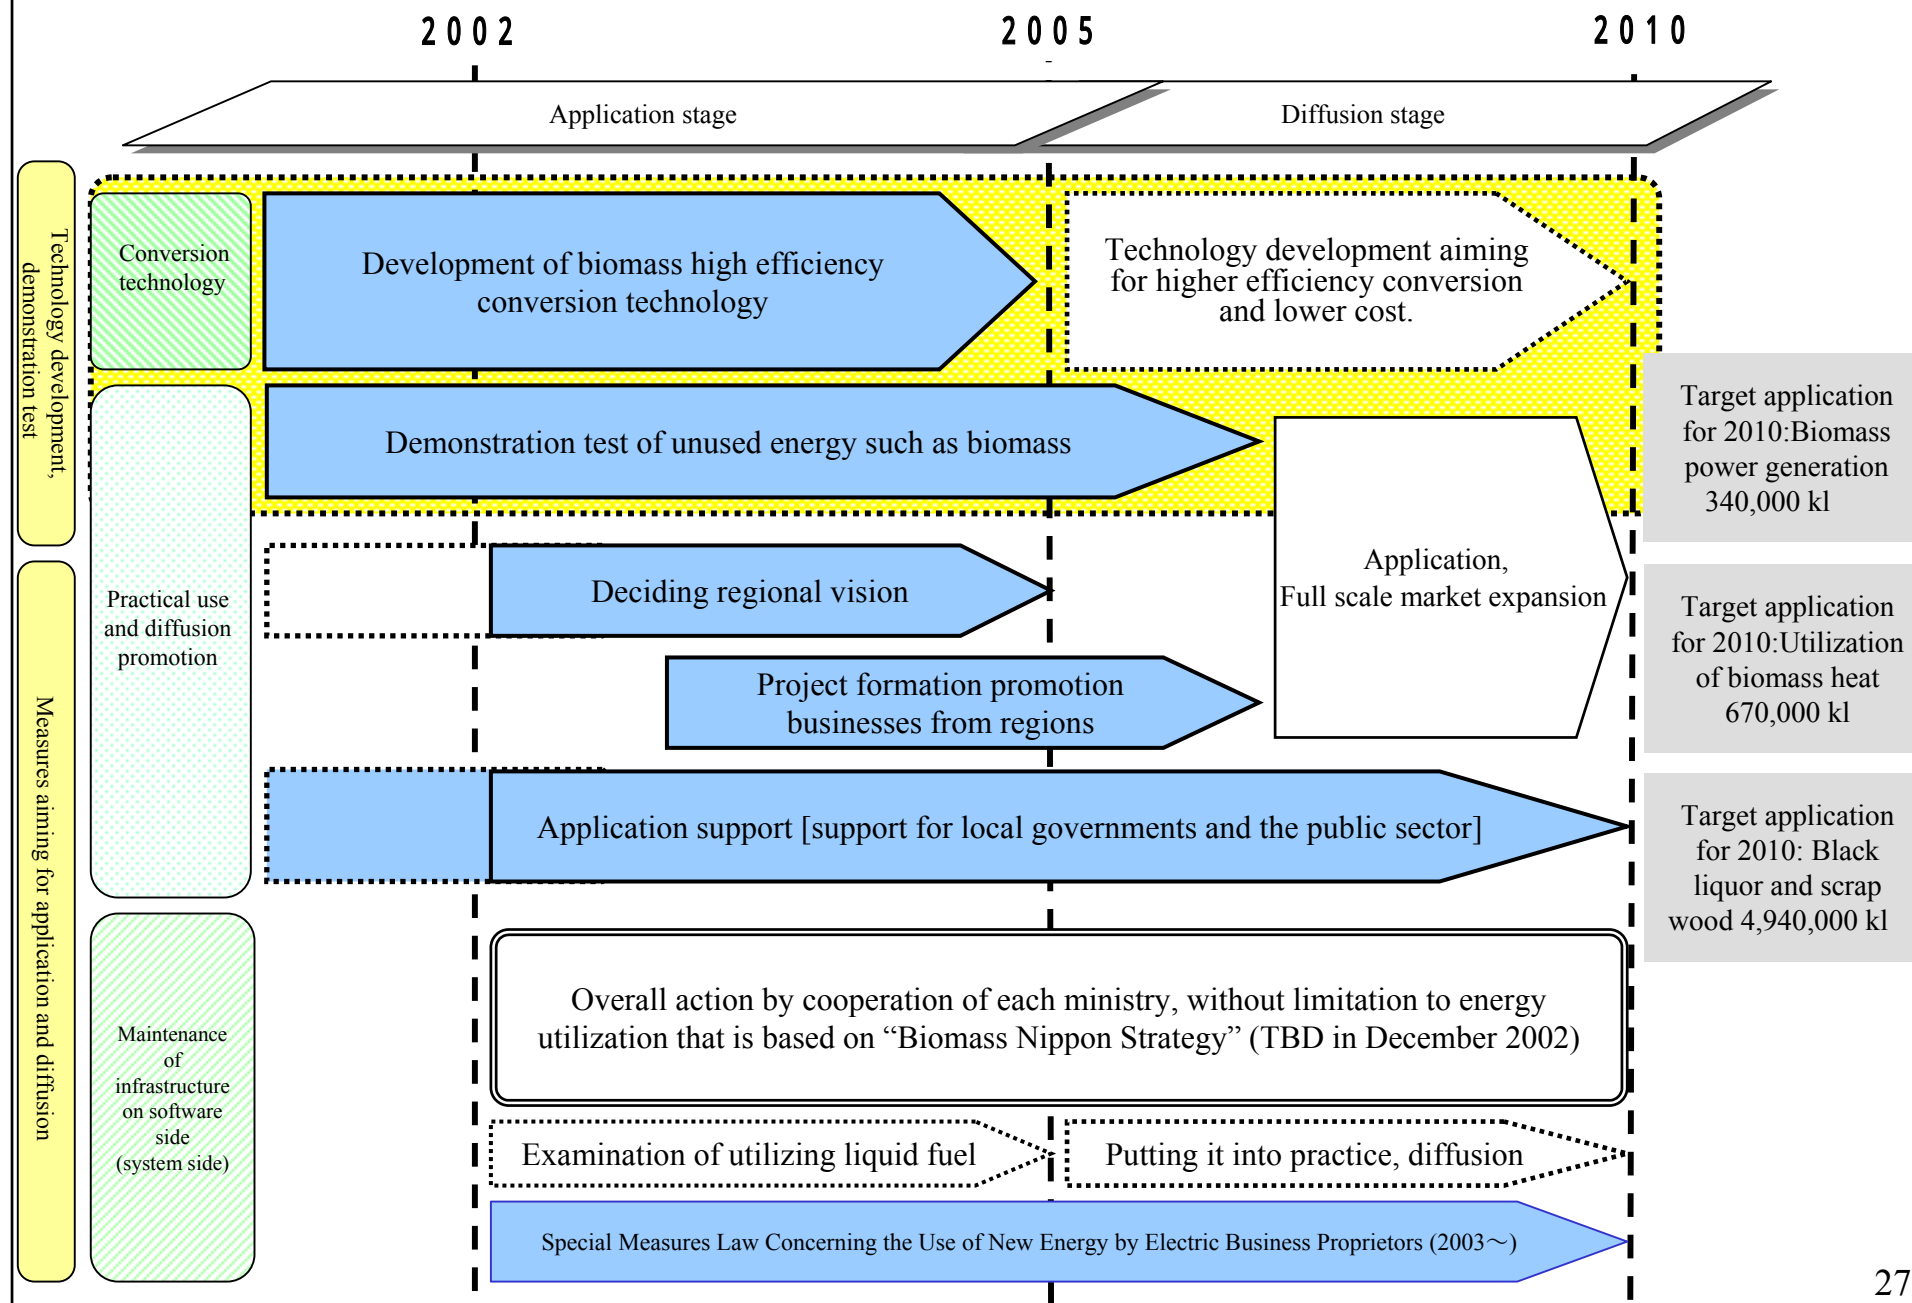 2002
2005
2010
Application stage
Diffusion stage
Technology development,
demonstration test
Conversion
technology
Development of biomass high efficiency
conversion technology
Technology development aiming
for higher efficiency conversion
and lower cost.
Demonstration test of unused energy such as biomass
Target application
for 2010:Biomass
power generation
340,000 kl
Practical use
and diffusion
promotion
Deciding regional vision
Application,
Full scale market expansion
Target application
for 2010:Utilization
of biomass heat
670,000 kl
Project formation promotion
businesses from regions
Measures aiming for application and diffusion
Application support [support for local governments and the public sector]
Target application
for 2010: Black
liquor and scrap
wood 4,940,000 kl
Maintenance
of
infrastructure
on software
side
(system side)
Overall action by cooperation of each ministry, without limitation to energy
utilization that is based on “Biomass Nippon Strategy” (TBD in December 2002)
Examination of utilizing liquid fuel
Putting it into practice, diffusion
Special Measures Law Concerning the Use of New Energy by Electric Business Proprietors (2003～)
27